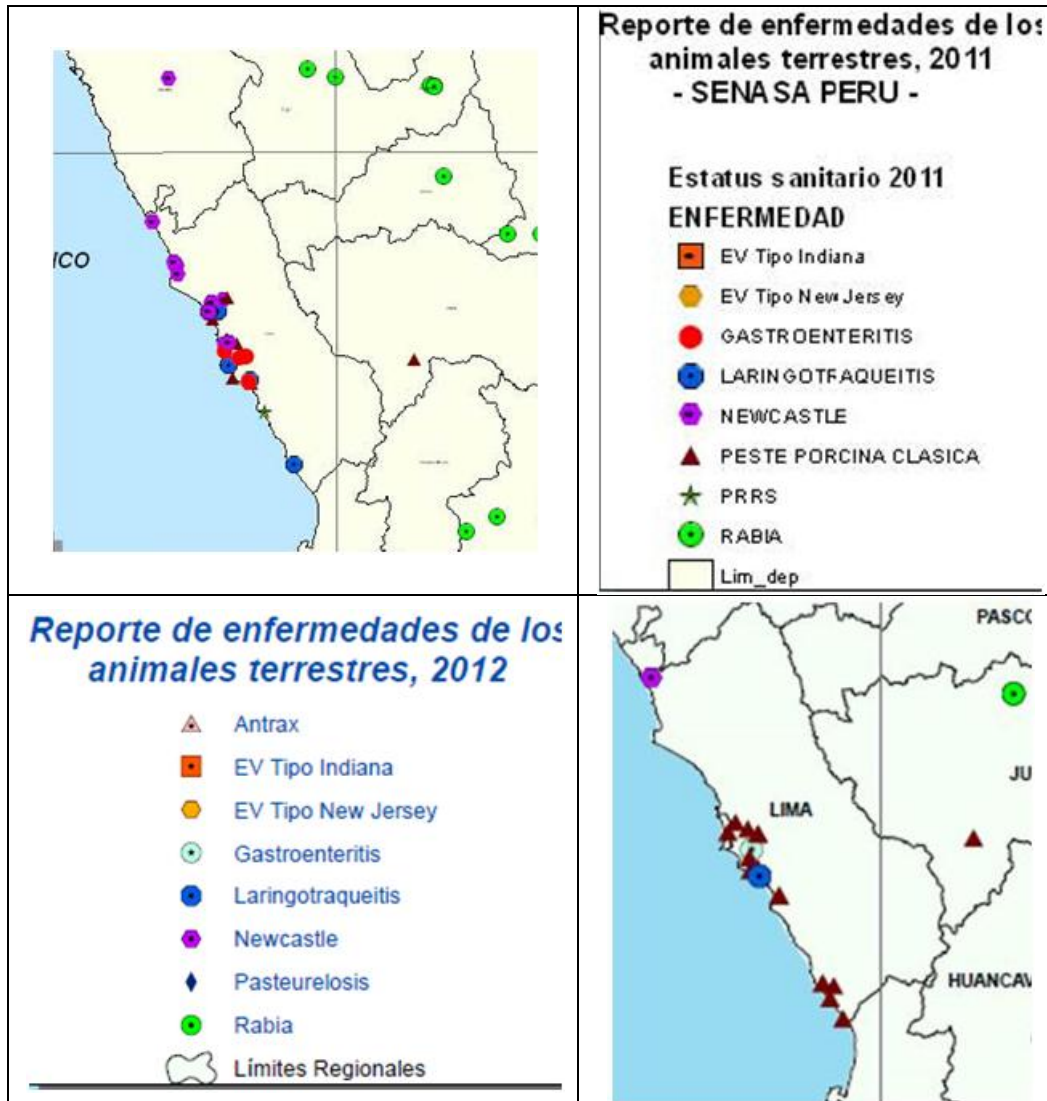 ICO
Reporte de enfermedades de los
animales terrestres, 2011
- SENASA PERU -
Estatus sanitario 2011
ENFERMEDAD
EV Tipo Indiana
EV Tipo New Jersey
GASTROENTERITIS
LARINGOTRAQUEITIS
NEWCASTLE
PESTE PORCINA CLASICA
PRRS
RABIA
Lim_dep
Reporte de enfermedades de los
animales terrestres, 2012
Antrax
EV Tipo Indiana
EV Tipo New Jersey
Gastroenteritis
Laringotraqueitis
Newcastle
Pasteurelosis
Rabia
Límites Regionales
PASC
JU
LIMA
HUANCAV